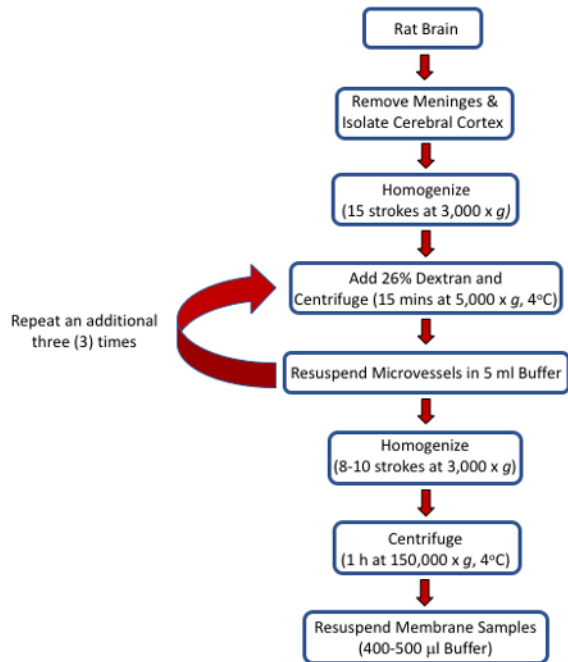 Rat Brain
Remove Meninges &
Isolate Cerebral Cortex
Homogenize
(15 strokes at 3,000 x g)
Add 26% Dextran and
Centrifuge (15 mins at 5,000 x g, 4°C)
Repeat an additional
three (3) times
Resuspend Microvessels in 5 ml Buffer
Homogenize
(8-10 strokes at 3,000 x g)
Centrifuge
(1 h at 150,000 x g, 4°C)
Resuspend Membrane Samples
(400-500 µl Buffer)